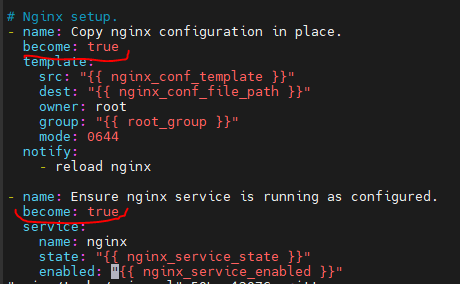 # Nginx setup.
- name: Copy nginx configuration in place.
  become: true
  template:
    src: "{{ nginx_conf_template }}"
    dest: "{{ nginx_conf_file_path }}"
    owner: root
    group: "{{ root_group }}"
    mode: 0644
  notify:
    - reload nginx

- name: Ensure nginx service is running as configured.
  become: true
  service:
    name: nginx
    state: "{{ nginx_service_state }}"
    enabled: "{{ nginx_service_enabled }}"